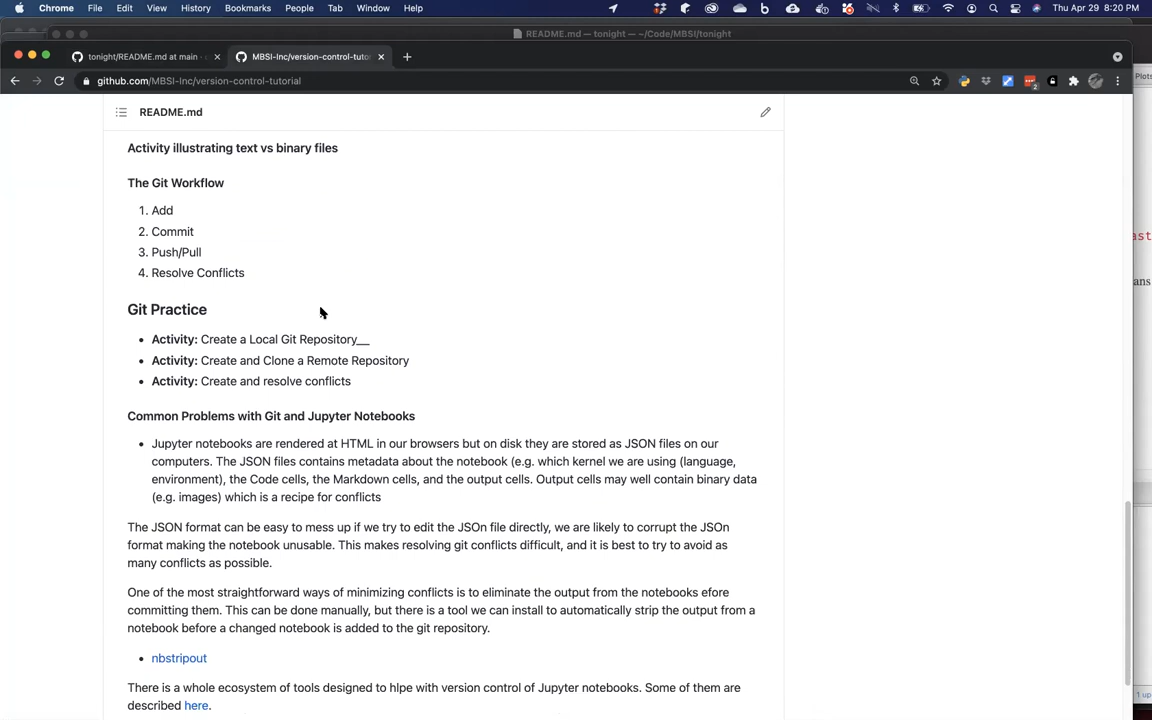 Chrome File Edit View History Bookmarks People Tab Window Help Thu Apr 29 8:20 PM
README.md — tonight — ~/Code/MBSI/tonight
tonight/README.md at main · MBSI-Inc/version-control-tuto
github.com/MBSI-Inc/version-control-tutorial
Plots
README.md
Activity illustrating text vs binary files
The Git Workflow
1. Add
2. Commit
3. Push/Pull
4. Resolve Conflicts
Git Practice
• Activity: Create a Local Git Repository__
• Activity: Create and Clone a Remote Repository
• Activity: Create and resolve conflicts
Common Problems with Git and Jupyter Notebooks
• Jupyter notebooks are rendered at HTML in our browsers but on disk they are stored as JSON files on our
computers. The JSON files contains metadata about the notebook (e.g. which kernel we are using (language,
environment), the Code cells, the Markdown cells, and the output cells. Output cells may well contain binary data
(e.g. images) which is a recipe for conflicts
The JSON format can be easy to mess up if we try to edit the JSOn file directly, we are likely to corrupt the JSOn
format making the notebook unusable. This makes resolving git conflicts difficult, and it is best to try to avoid as
many conflicts as possible.
One of the most straightforward ways of minimizing conflicts is to eliminate the output from the notebooks efore
committing them. This can be done manually, but there is a tool we can install to automatically strip the output from a
notebook before a changed notebook is added to the git repository.
• nbstripout
There is a whole ecosystem of tools designed to hlpe with version control of Jupyter notebooks. Some of them are
described here.
ast
ans
1 up